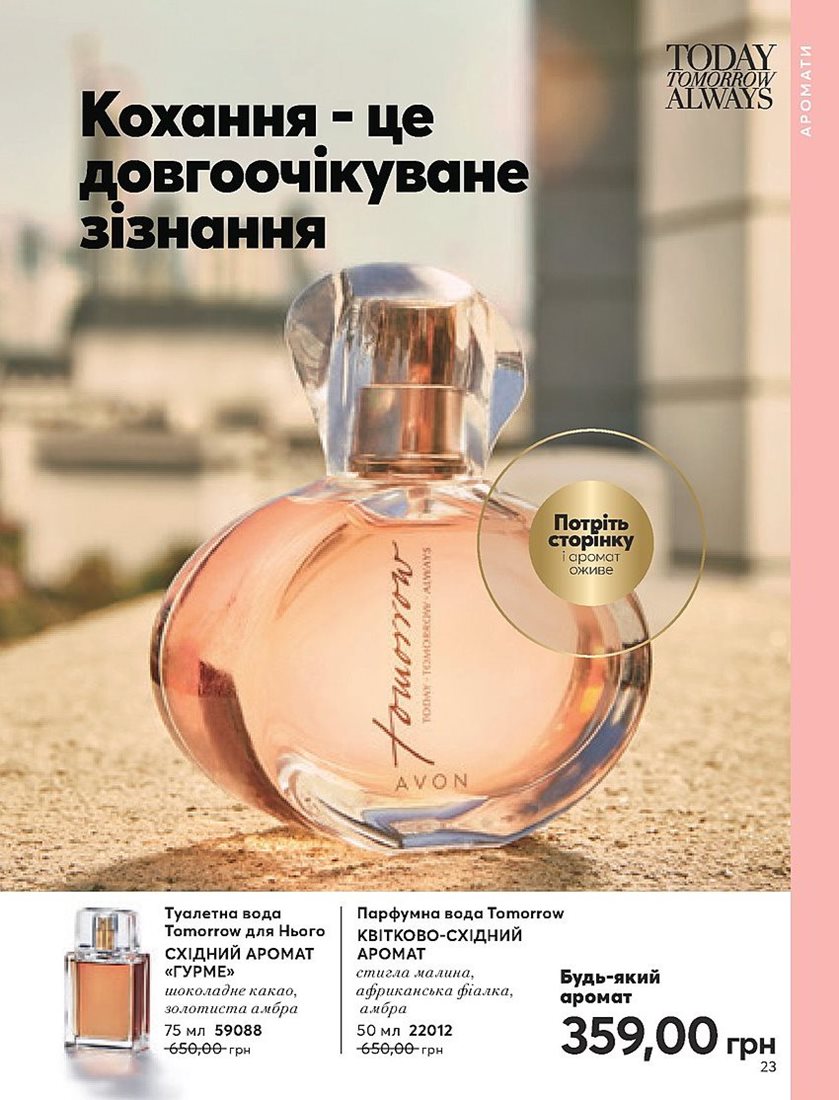 TODAY
TOMORROW
ALWAYS
АРОМАТИ
Кохання - це
довгоочікуване
зізнання
Потріть
сторінку
і аромат
оживе
tomorrow
TODAY · TOMORROW · ALWAYS
AVON
Туалетна вода
Tomorrow для Нього
СХІДНИЙ АРОМАТ
«ГУРМЕ»
шоколадне какао,
золотиста амбра
75 мл 59088
650,00 грн
Парфумна вода Tomorrow
КВІТКОВО-СХІДНИЙ
АРОМАТ
стигла малина,
африканська фіалка,
амбра
50 мл 22012
650,00 грн
Будь-який
аромат
359,00 грн
23